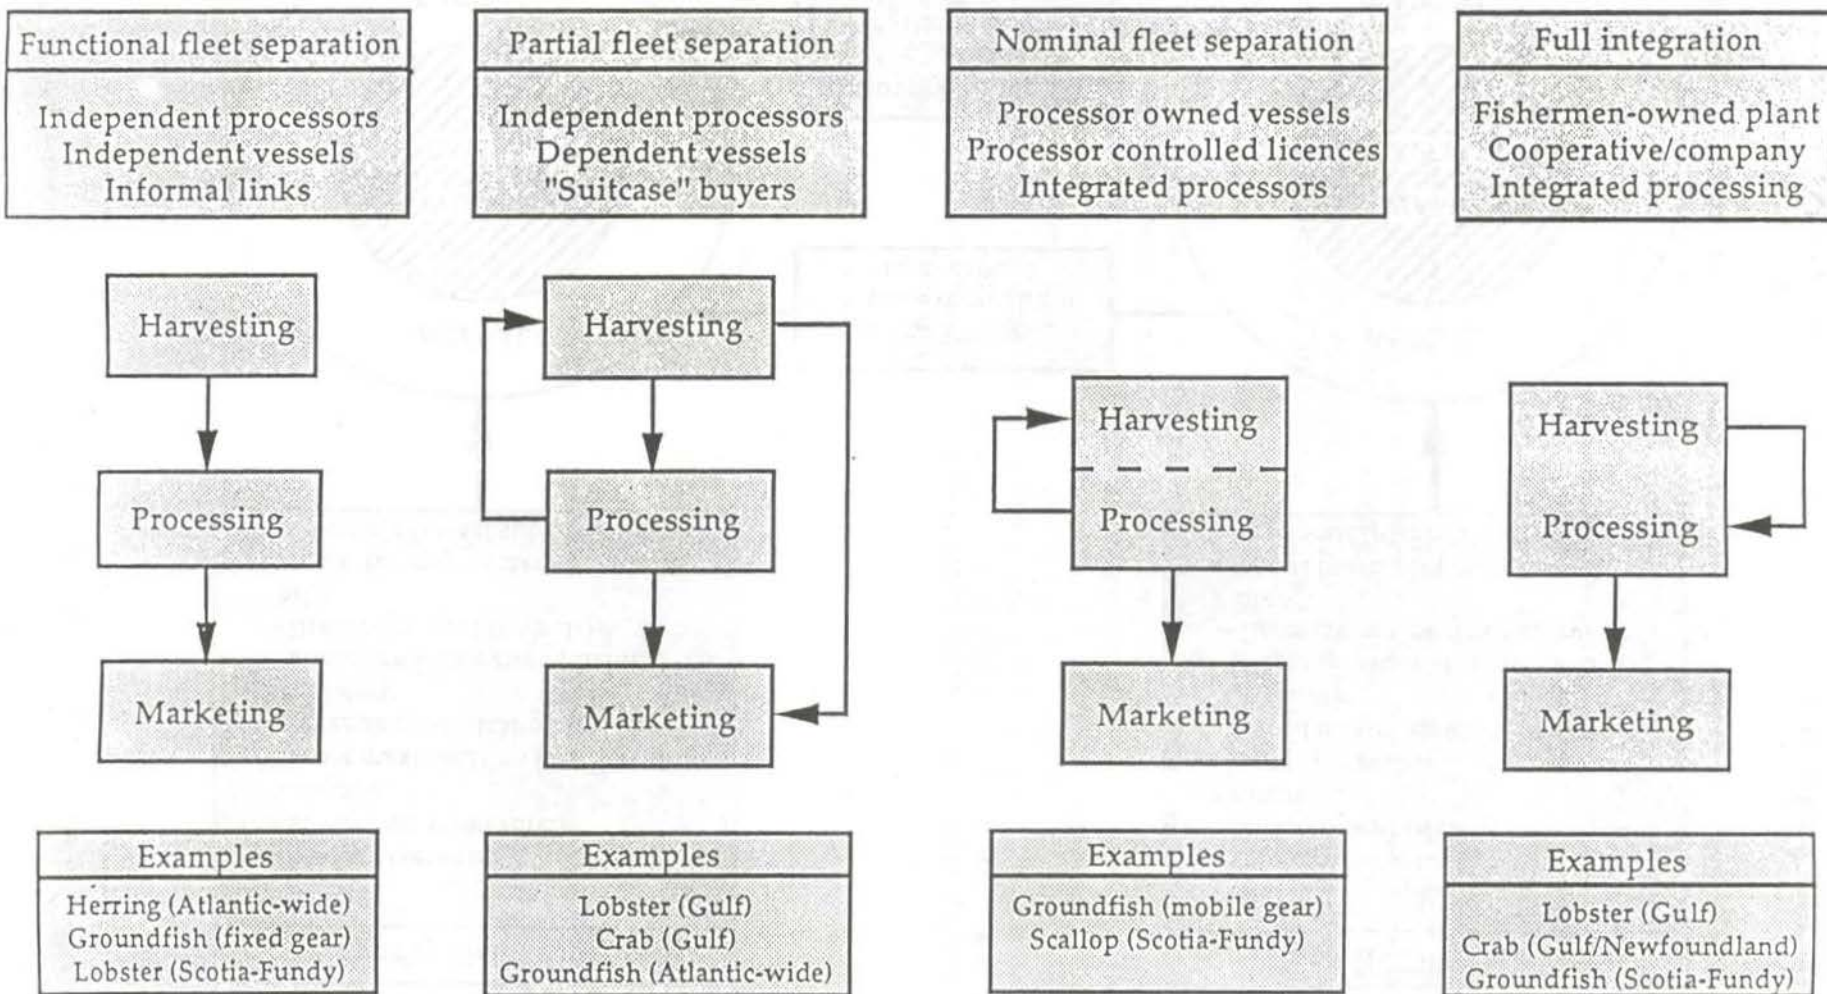 Functional fleet separation
Independent processors
Independent vessels
Informal links
Partial fleet separation
Independent processors
Dependent vessels
"Suitcase" buyers
Nominal fleet separation
Processor owned vessels
Processor controlled licences
Integrated processors
Full integration
Fishermen-owned plant
Cooperative/company
Integrated processing
Harvesting
Processing
Marketing
Harvesting
Processing
Marketing
Harvesting
Processing
Marketing
Harvesting
Processing
Marketing
Examples
Herring (Atlantic-wide)
Groundfish (fixed gear)
Lobster (Scotia-Fundy)
Examples
Lobster (Gulf)
Crab (Gulf)
Groundfish (Atlantic-wide)
Examples
Groundfish (mobile gear)
Scallop (Scotia-Fundy)
Examples
Lobster (Gulf)
Crab (Gulf/Newfoundland)
Groundfish (Scotia-Fundy)